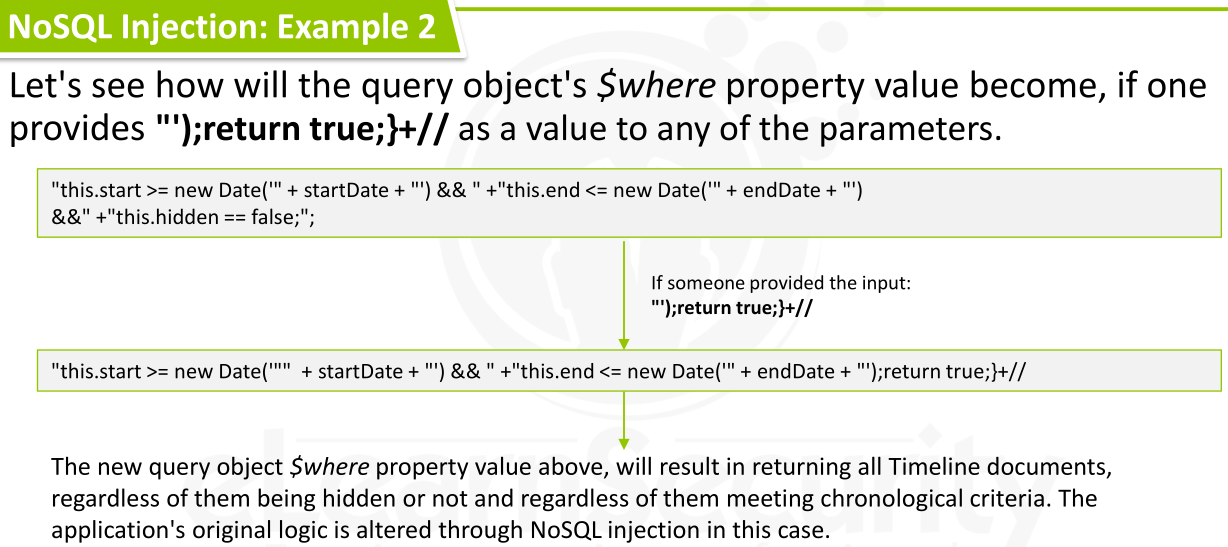 NoSQL Injection: Example 2
Let's see how will the query object's $where property value become, if one
provides "');return true;}+// as a value to any of the parameters.
"this.start >= new Date('" + startDate + "') && " +"this.end <= new Date('" + endDate + "')
&&" +"this.hidden == false;";
If someone provided the input:
"');return true;}+//
"this.start >= new Date('"" + startDate + "') && " +"this.end <= new Date('" + endDate + "');return true;}+//
The new query object $where property value above, will result in returning all Timeline documents,
regardless of them being hidden or not and regardless of them meeting chronological criteria. The
application's original logic is altered through NoSQL injection in this case.
eLearnSecurity